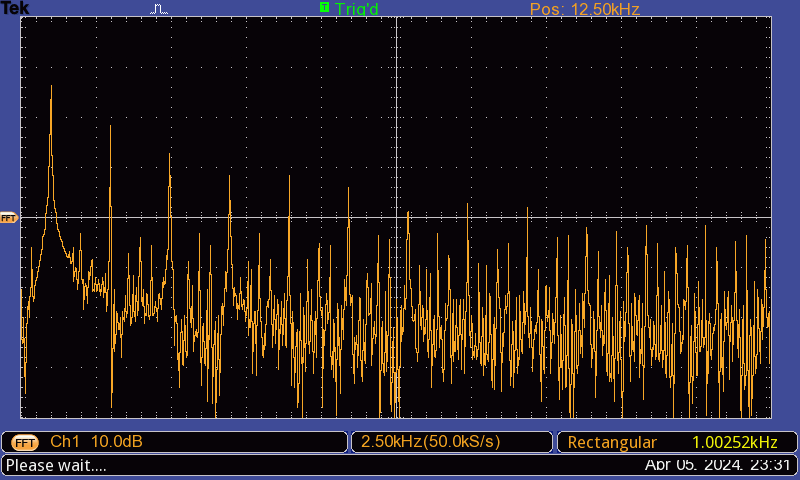 Tek T Trig'd Pos: 12.50kHz
FFT
FFT Ch1 10.0dB 2.50kHz(50.0kS/s) Rectangular 1.00252kHz
Please wait.... Apr 05, 2024, 23:31